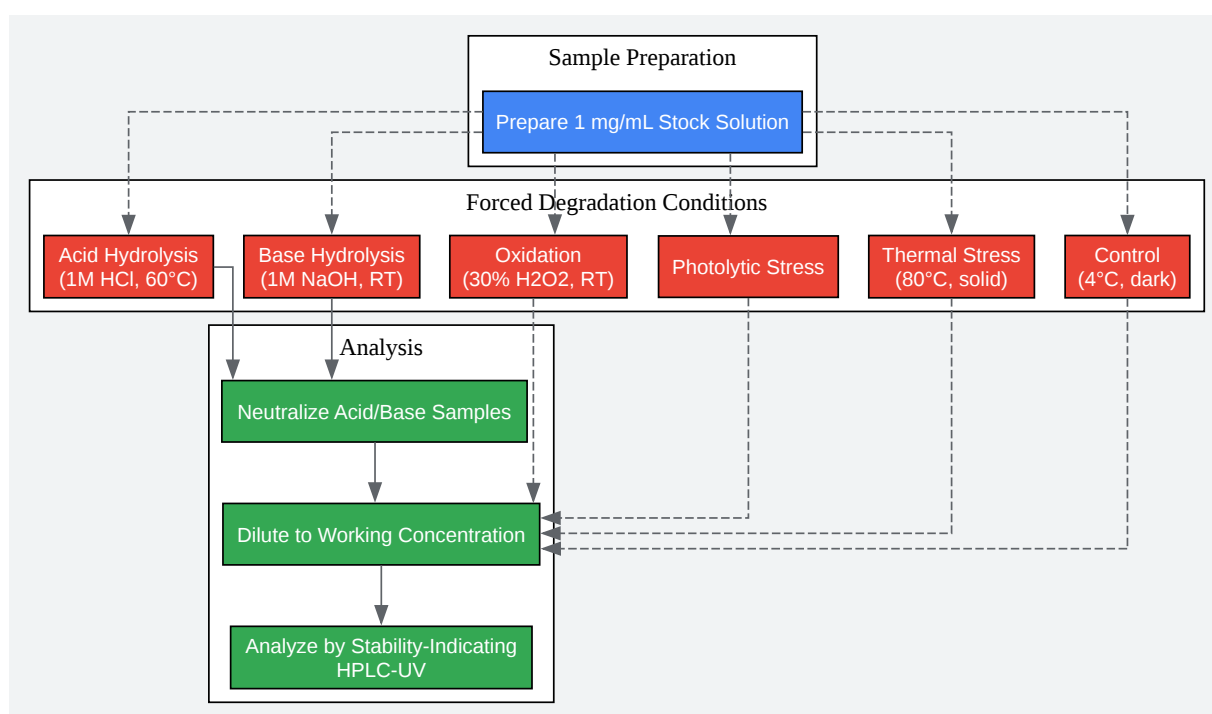 Sample Preparation
Prepare 1 mg/mL Stock Solution
Forced Degradation Conditions
Acid Hydrolysis
(1M HCl, 60°C)
Base Hydrolysis
(1M NaOH, RT)
Oxidation
(30% H2O2, RT)
Photolytic Stress
Thermal Stress
(80°C, solid)
Control
(4°C, dark)
Analysis
Neutralize Acid/Base Samples
Dilute to Working Concentration
Analyze by Stability-Indicating
HPLC-UV